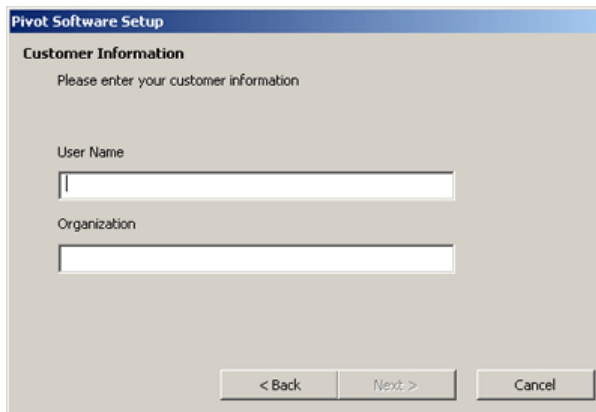 Pivot Software Setup
Customer Information
Please enter your customer information
User Name
Organization
< Back Next > Cancel